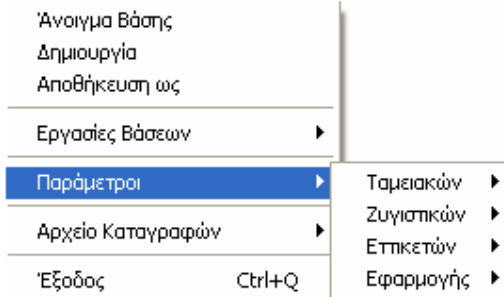 Άνοιγμα Βάσης
Δημιουργία
Αποθήκευση ως
Εργασίες Βάσεων
Παράμετροι
Ταμειακών
Ζυγιστικών
Ετικετών
Εφαρμογής
Αρχείο Καταγραφών
Έξοδος Ctrl+Q